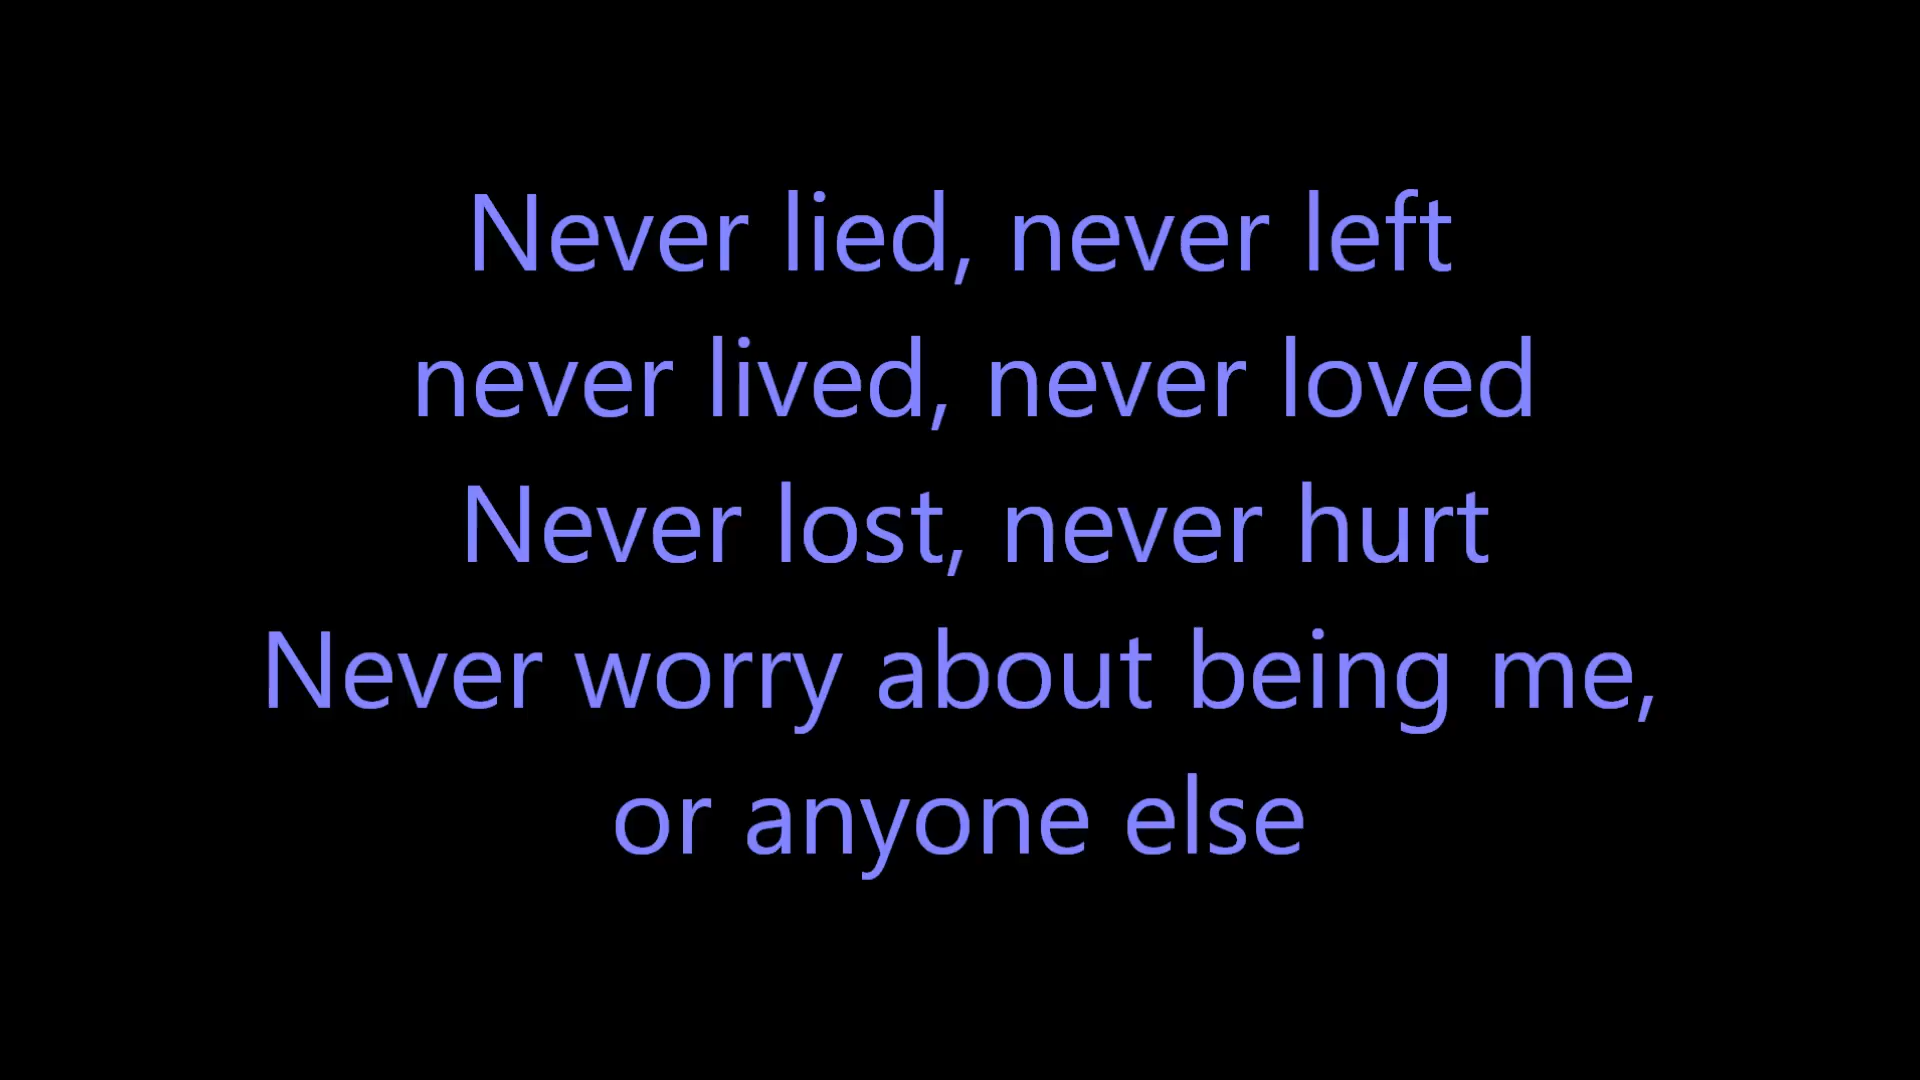 Never lied, never left
never lived, never loved
Never lost, never hurt
Never worry about being me,
or anyone else